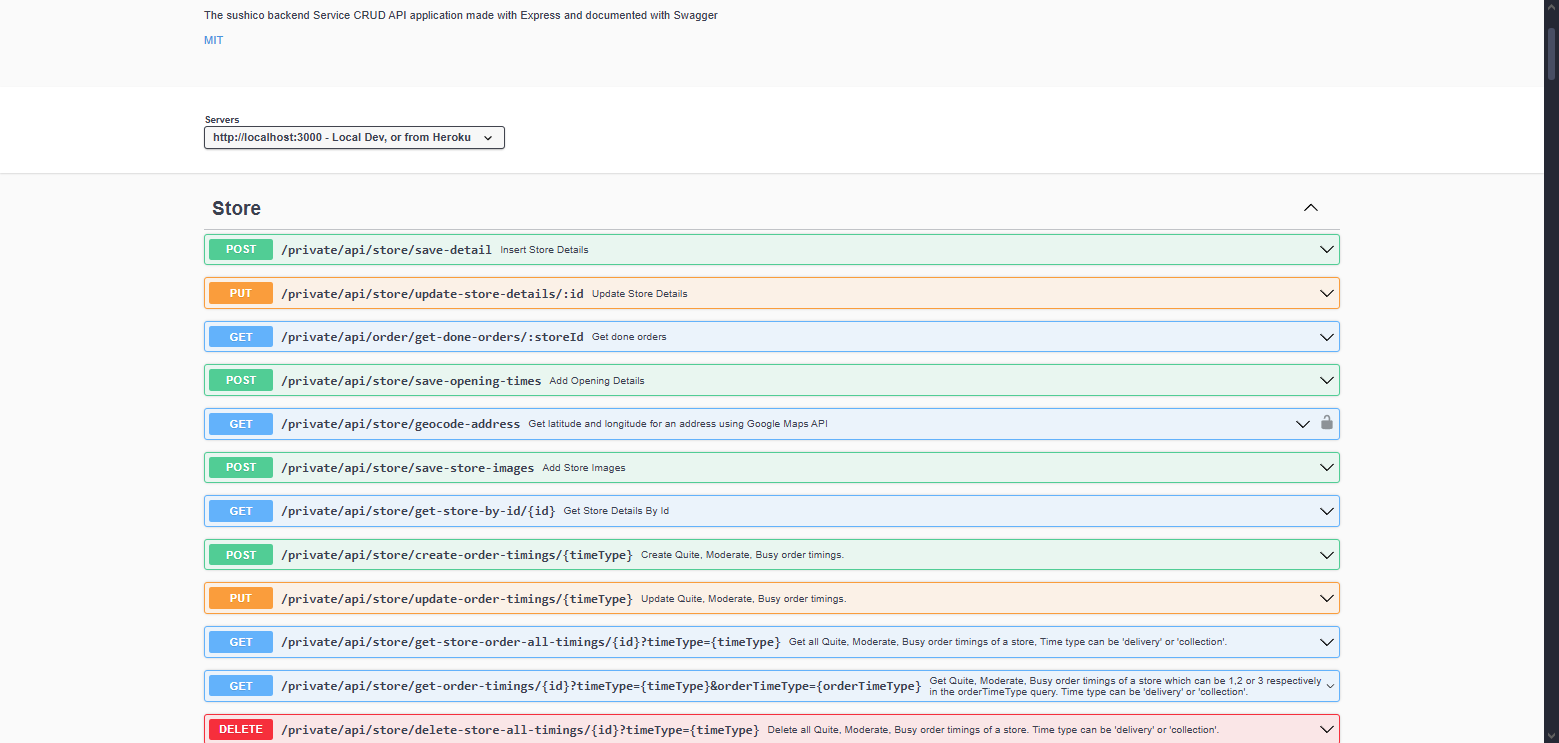 The sushico backend Service CRUD API application made with Express and documented with Swagger
MIT
Servers
http://localhost:3000 - Local Dev, or from Heroku
Store
POST /private/api/store/save-detail Insert Store Details
PUT /private/api/store/update-store-details/:id Update Store Details
GET /private/api/order/get-done-orders/:storeId Get done orders
POST /private/api/store/save-opening-times Add Opening Details
GET /private/api/store/geocode-address Get latitude and longitude for an address using Google Maps API
POST /private/api/store/save-store-images Add Store Images
GET /private/api/store/get-store-by-id/{id} Get Store Details By Id
POST /private/api/store/create-order-timings/{timeType} Create Quite, Moderate, Busy order timings.
PUT /private/api/store/update-order-timings/{timeType} Update Quite, Moderate, Busy order timings.
GET /private/api/store/get-store-order-all-timings/{id}?timeType={timeType} Get all Quite, Moderate, Busy order timings of a store, Time type can be 'delivery' or 'collection'.
GET /private/api/store/get-order-timings/{id}?timeType={timeType}&orderTimeType={orderTimeType} Get Quite, Moderate, Busy order timings of a store which can be 1,2 or 3 respectively
in the orderTimeType query. Time type can be 'delivery' or 'collection'.
DELETE /private/api/store/delete-store-all-timings/{id}?timeType={timeType} Delete all Quite, Moderate, Busy order timings of a store. Time type can be 'delivery' or 'collection'.